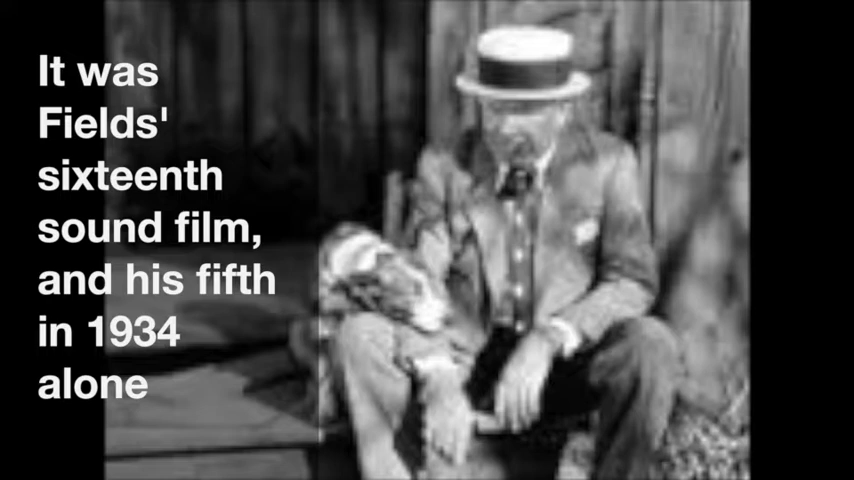 It was
Fields'
sixteenth
sound film,
and his fifth
in 1934
alone